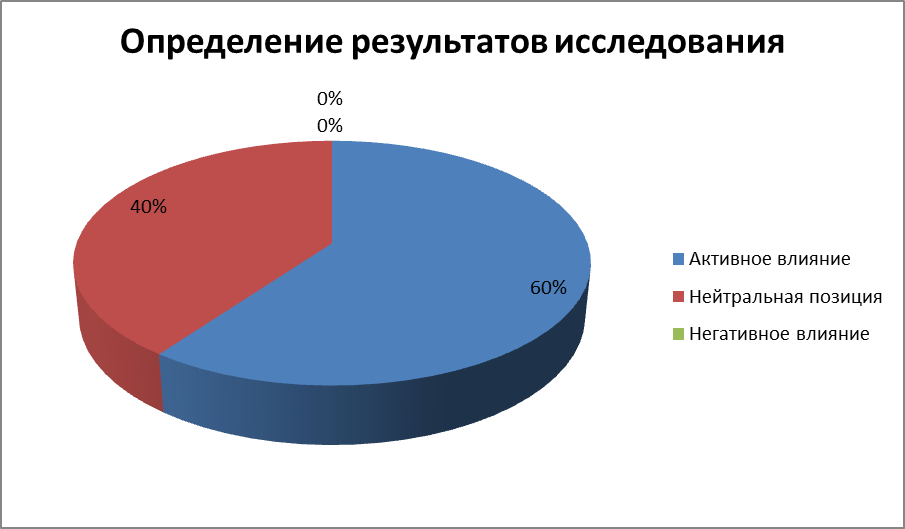 Определение результатов исследования
0%
0%
40%
60%
Активное влияние
Нейтральная позиция
Негативное влияние